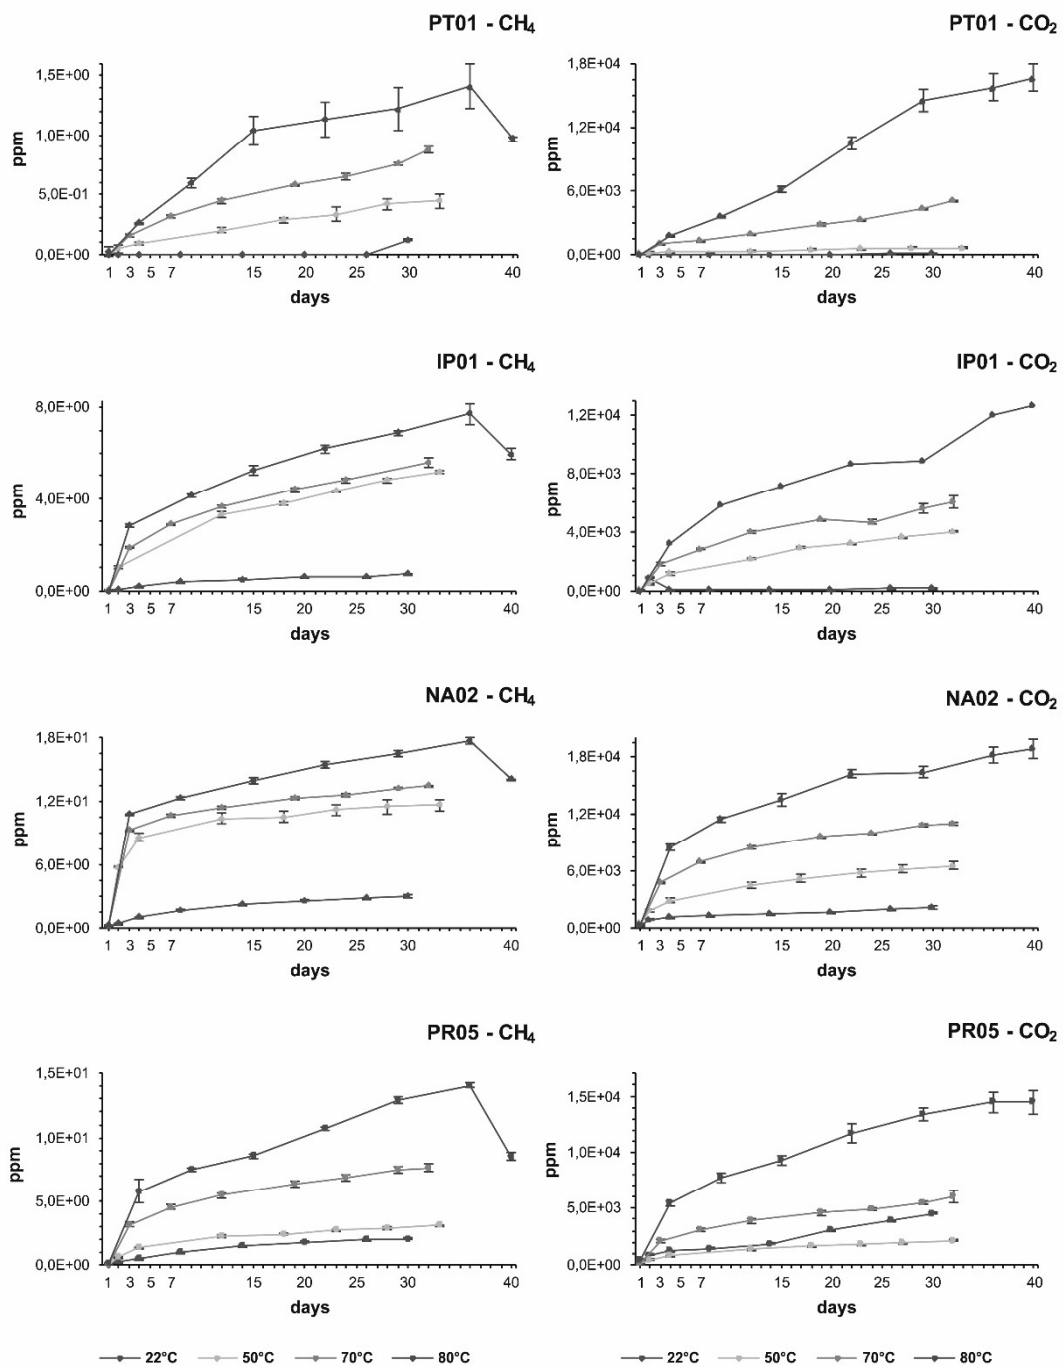 PT01 - CH₄
1,5E+00
1,0E+00
5,0E-01
0,0E+00
ppm
1 3 5 7 15 20 25 30 40
days
PT01 - CO₂
1,8E+04
1,2E+04
6,0E+03
0,0E+00
ppm
1 3 5 7 15 20 25 30 40
days
IP01 - CH₄
8,0E+00
4,0E+00
0,0E+00
ppm
1 3 5 7 15 20 25 30 40
days
IP01 - CO₂
1,2E+04
8,0E+03
4,0E+03
0,0E+00
ppm
1 3 5 7 15 20 25 30 40
days
NA02 - CH₄
1,8E+01
1,2E+01
6,0E+00
0,0E+00
ppm
1 3 5 7 15 20 25 30 40
days
NA02 - CO₂
1,8E+04
1,2E+04
6,0E+03
0,0E+00
ppm
1 3 5 7 15 20 25 30 40
days
PR05 - CH₄
1,5E+01
1,0E+01
5,0E+00
0,0E+00
ppm
1 3 5 7 15 20 25 30 40
days
PR05 - CO₂
1,5E+04
1,0E+04
5,0E+03
0,0E+00
ppm
1 3 5 7 15 20 25 30 40
days
22°C 50°C 70°C 80°C
22°C 50°C 70°C 80°C